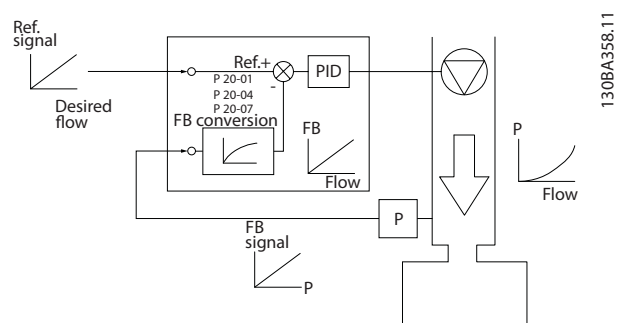 Ref.
signal
Desired
flow
Ref.+
-
P 20-01
P 20-04
P 20-07
FB conversion
PID
FB
Flow
P
FB
signal
P
P
Flow
130BA358.11